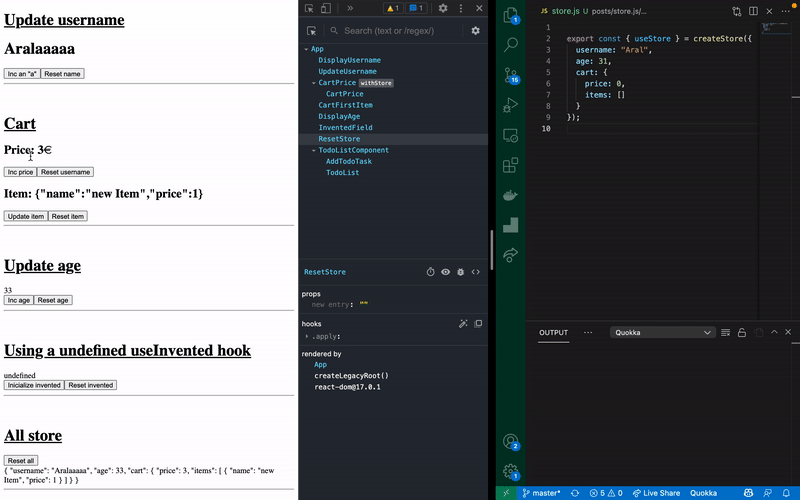 Update username
Aralaaaaa
Inc an "a"
Reset name
Cart
Price: 3€
Inc price
Reset username
Item: {"name":"new Item","price":1}
Update item
Reset item
Update age
33
Inc age
Reset age
Using a undefined useInvented hook
undefined
Inicialize invented
Reset invented
All store
Reset all
{ "username": "Aralaaaaa", "age": 33, "cart": { "price": 3, "items": [ { "name": "new
Item", "price": 1 } ] } }
1
1
Search (text or /regex/)
App
DisplayUsername
UpdateUsername
CartPrice withStore
CartPrice
CartFirstItem
DisplayAge
InventedField
ResetStore
TodoListComponent
AddTodoTask
TodoList
ResetStore
props
new entry: ""
hooks
.apply:
rendered by
App
createLegacyRoot()
react-dom@17.0.1
1
15
2
1
store.js U posts/store.js/...
1
2 export const { useStore } = createStore({
3 username: "Aral",
4 age: 31,
5 cart: {
6 price: 0,
7 items: []
8 }
9 });
10
OUTPUT
Quokka
master*
5
0
Live Share
Quokka